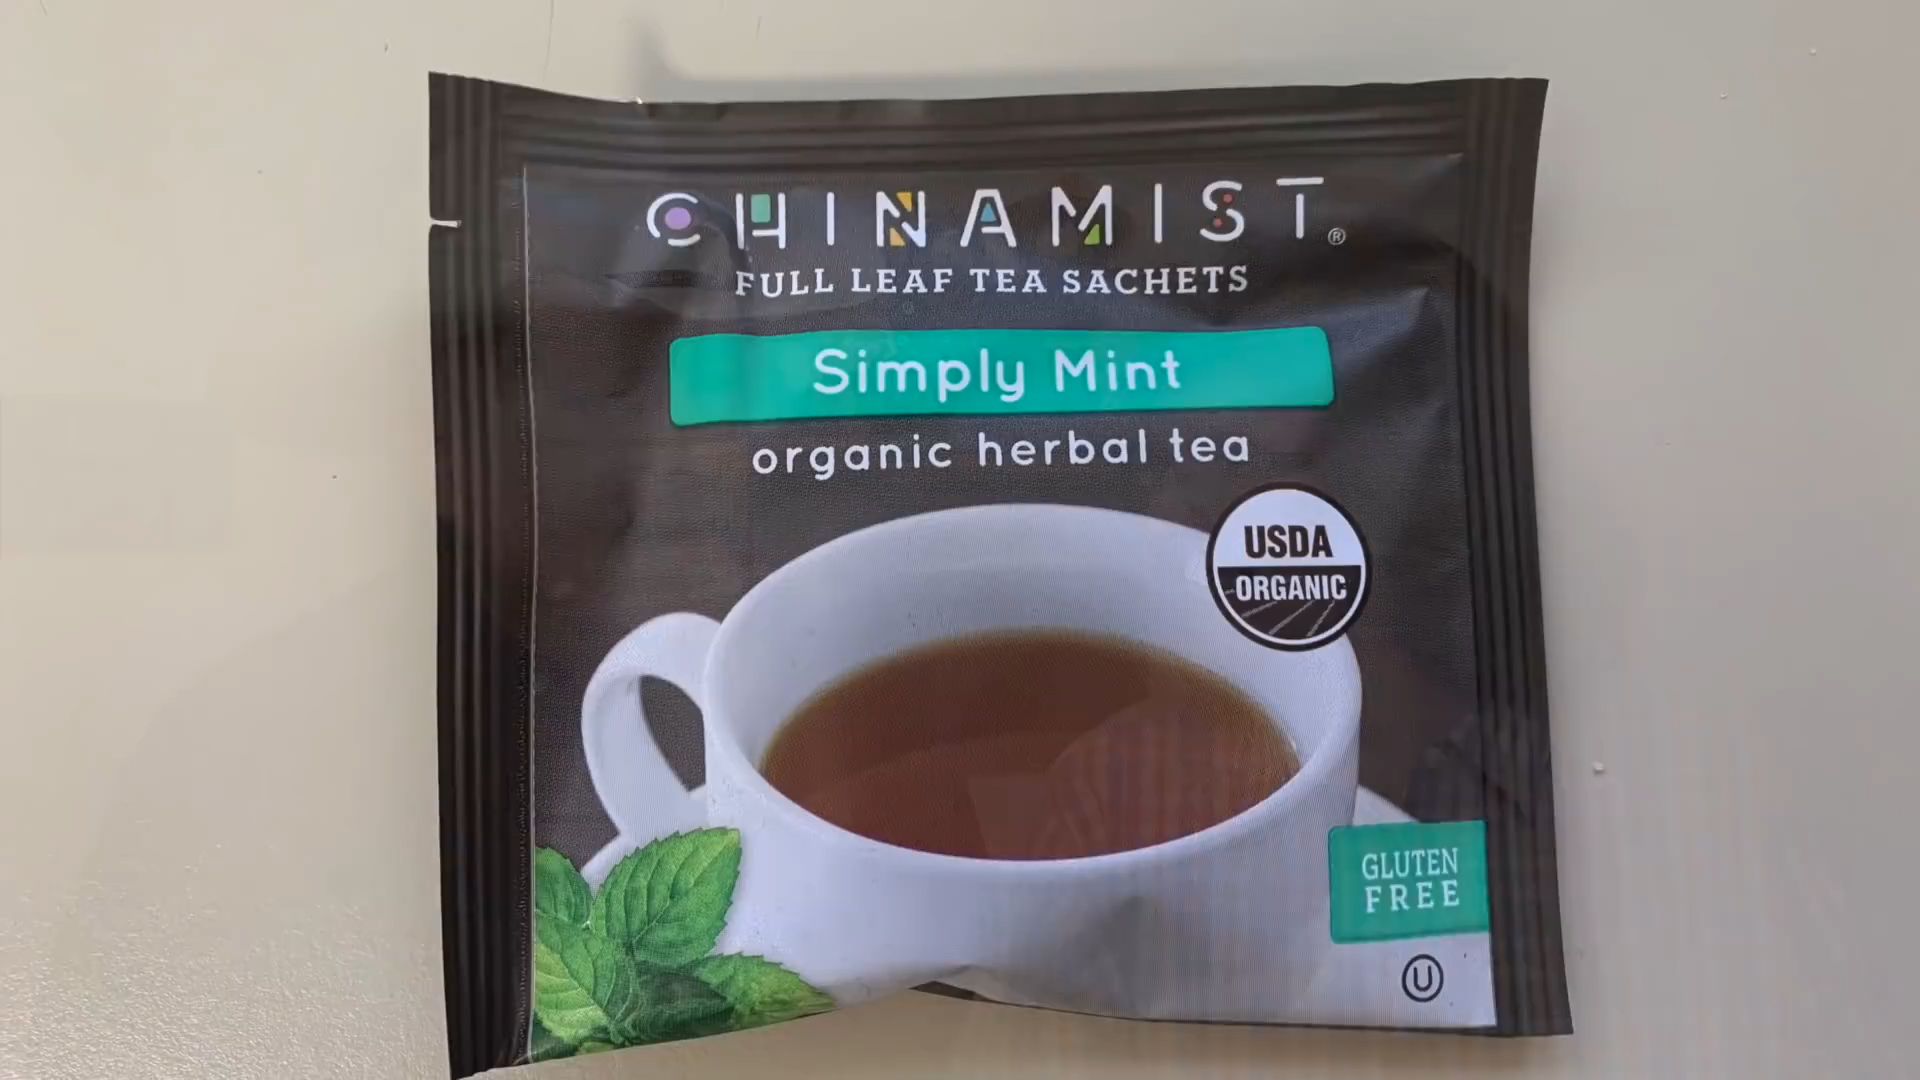 CHINAMIST®
FULL LEAF TEA SACHETS
Simply Mint
organic herbal tea
USDA
ORGANIC
GLUTEN
FREE
U